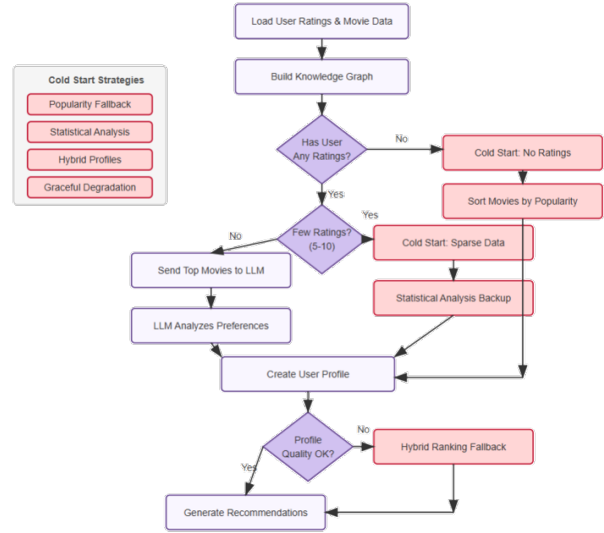 Load User Ratings & Movie Data
Build Knowledge Graph
Cold Start Strategies
Popularity Fallback
Statistical Analysis
Hybrid Profiles
Graceful Degradation
Has User
Any Ratings?
No
Cold Start: No Ratings
Sort Movies by Popularity
Yes
Few Ratings?
(5-10)
Yes
No
Cold Start: Sparse Data
Send Top Movies to LLM
Statistical Analysis Backup
LLM Analyzes Preferences
Create User Profile
Profile
Quality OK?
No
Hybrid Ranking Fallback
Yes
Generate Recommendations